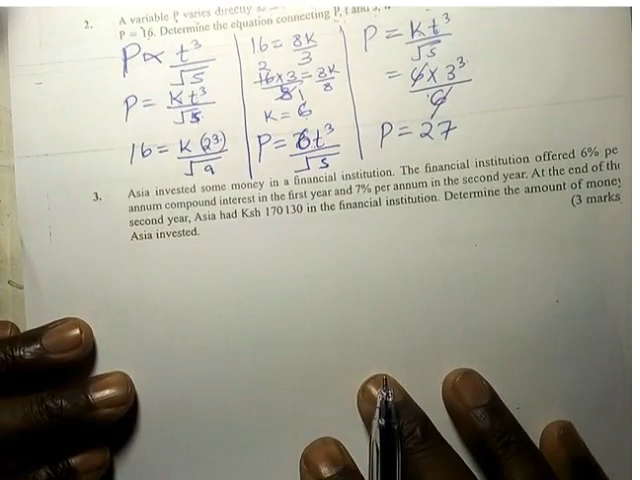 2. A variable P varies directly
P = 16. Determine the equation connecting P, t and
P ∝ t³/√s
P = Kt³/√s
16 = K(2³)/√9
16 = 8K/3
2 16×3/8 = 8K/8
K = 6
P = 6t³/√s
P = Kt³/√s
= 6 × 3³/6
P = 27
3. Asia invested some money in a financial institution. The financial institution offered 6% pe
annum compound interest in the first year and 7% per annum in the second year. At the end of the
second year, Asia had Ksh 170 130 in the financial institution. Determine the amount of money
Asia invested. (3 marks